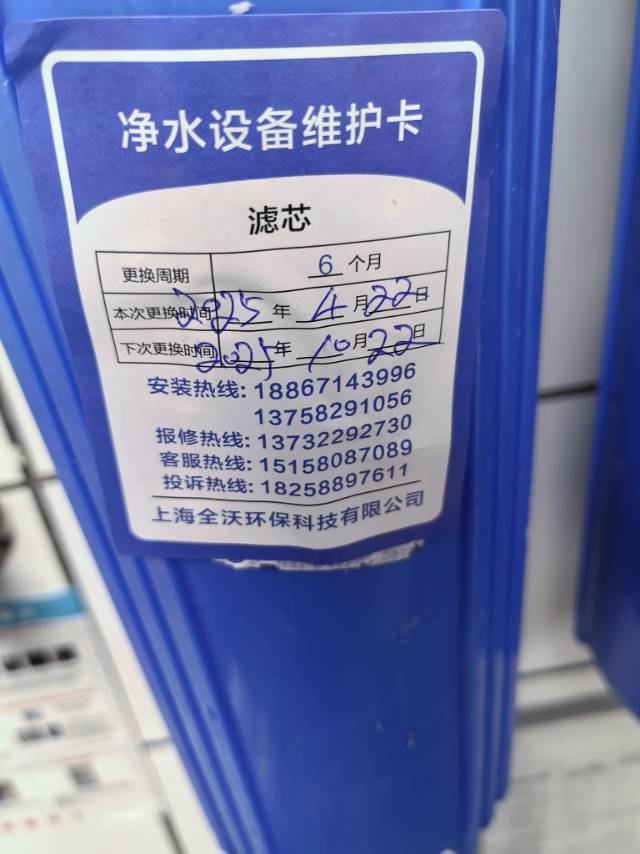 净水设备维护卡
滤芯
更换周期 6 个月
本次更换时间 2025 年 4 月 22 日
下次更换时间 2025 年 10 月 22 日
安装热线: 18867143996
13758291056
报修热线: 13732292730
客服热线: 15158087089
投诉热线: 18258897611
上海全沃环保科技有限公司